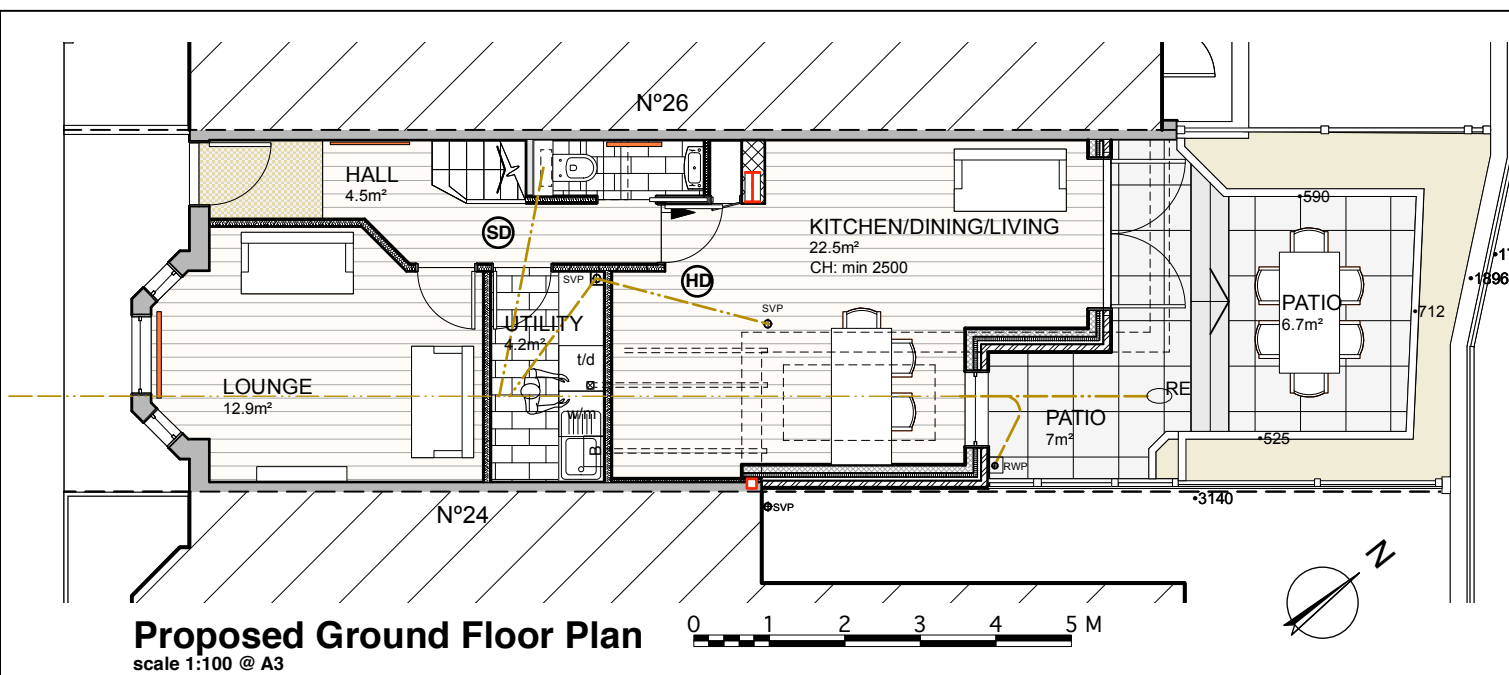 Nº26
HALL
4.5m²
SD
KITCHEN/DINING/LIVING
22.5m²
CH: min 2500
HD
SVP
SVP
UTILITY
4.2m²
t/d
w/m
B
LOUNGE
12.9m²
590
PATIO
6.7m²
712
1896
RE
PATIO
7m²
525
RWP
3140
Nº24
SVP
N
Proposed Ground Floor Plan
scale 1:100 @ A3
0 1 2 3 4 5 M